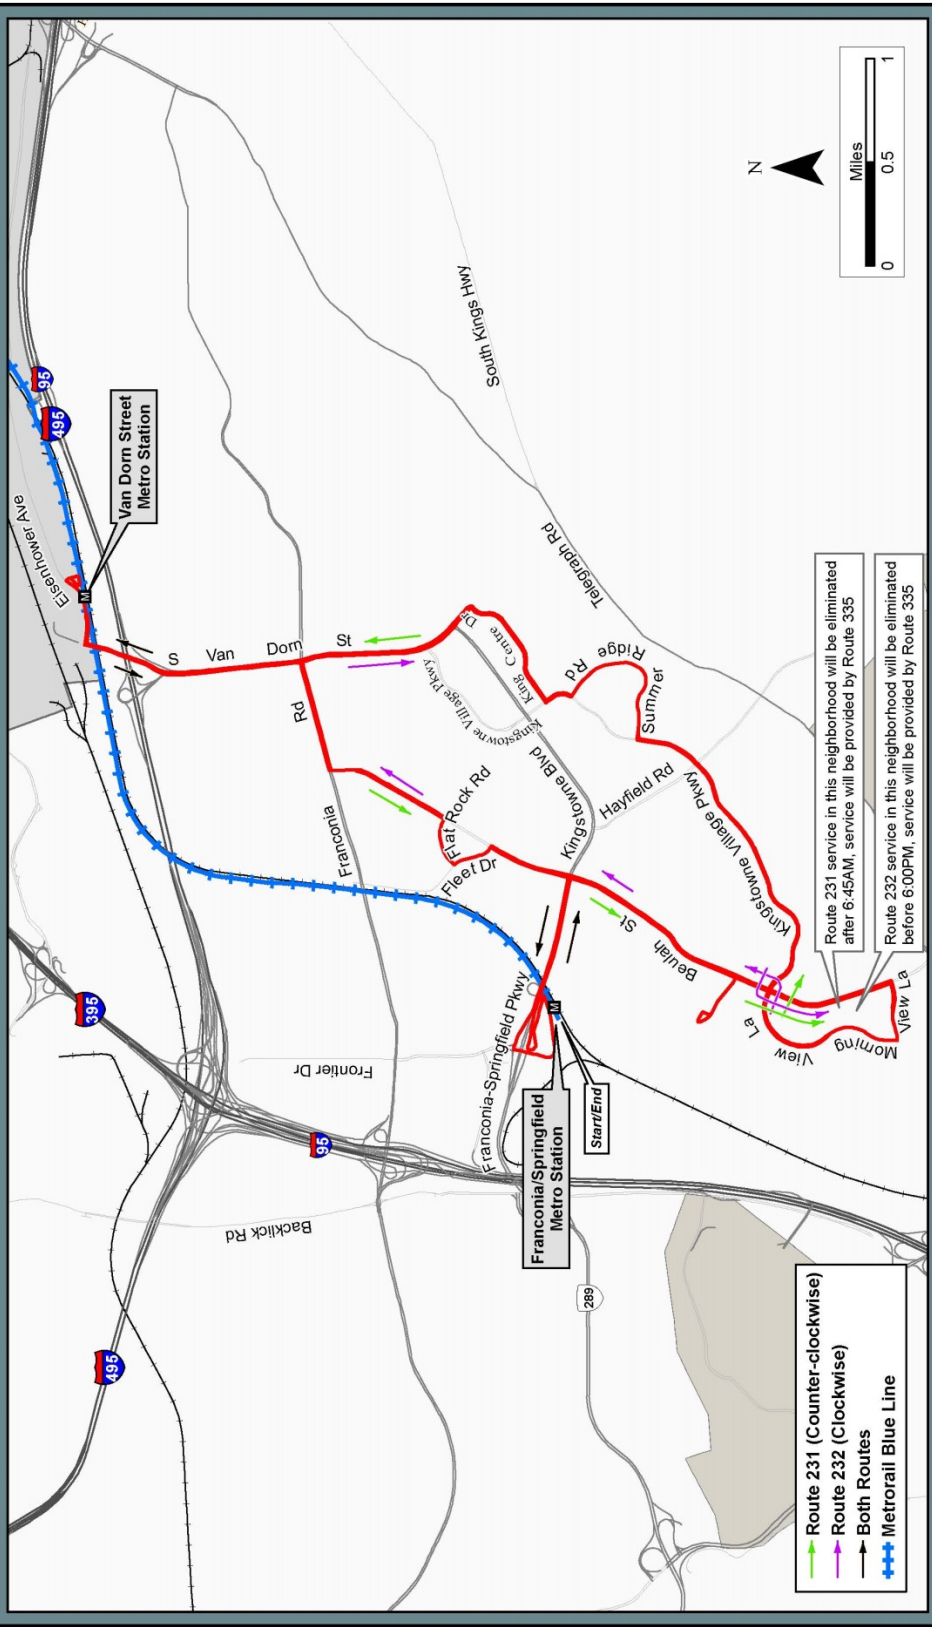 Eisenhower Ave
95
495
Van Dorn Street
Metro Station
S Van Dorn St
Franconia Rd
South Kings Hwy
Telegraph Rd
Kingstowne Village Pkwy
King Centre Dr
Summer Ridge Rd
Flat Rock Rd
Fleet Dr
Kingstowne Blvd
Hayfield Rd
Kingstowne Village Pkwy
Beulah St
Morning View La
View La
395
495
95
Frontier Dr
Backlick Rd
Franconia-Springfield Pkwy
289
Franconia/Springfield
Metro Station
Start/End
Route 231 service in this neighborhood will be eliminated
after 6:45AM, service will be provided by Route 335
Route 232 service in this neighborhood will be eliminated
before 6:00PM, service will be provided by Route 335
N
Miles
0 0.5 1
Route 231 (Counter-clockwise)
Route 232 (Clockwise)
Both Routes
Metrorail Blue Line
M
M